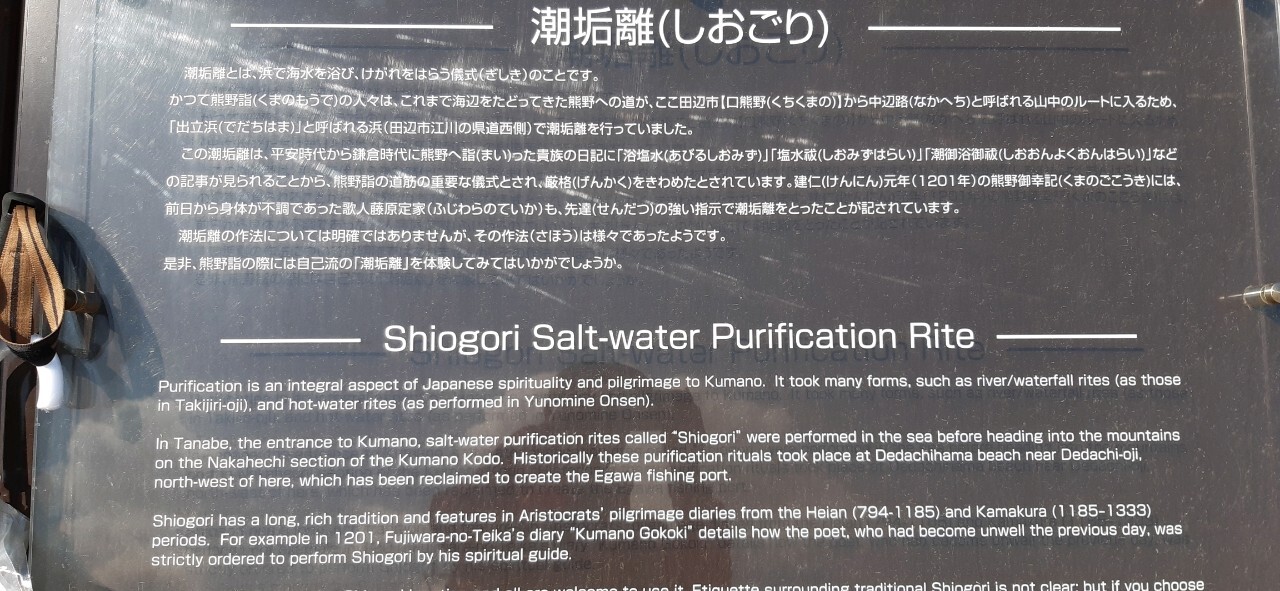 潮垢離(しおごり)
潮垢離とは、浜で海水を浴び、けがれをはらう儀式(ぎしき)のことです。
かつて熊野詣(くまのもうで)の人々は、これまで海辺をたどってきた熊野への道が、ここ田辺市【口熊野(くちくまの)】から中辺路(なかへち)と呼ばれる山中のルートに入るため、
「出立浜(でだちはま)」と呼ばれる浜(田辺市江川の県道西側)で潮垢離を行っていました。
この潮垢離は、平安時代から鎌倉時代に熊野へ詣(まい)った貴族の日記に「浴塩水(あびるしおみず)」「塩水祓(しおみずはらい)」「潮御浴御祓(しおおんよくおんはらい)」など
の記事が見られることから、熊野詣の道筋の重要な儀式とされ、厳格(げんかく)をきわめたとされています。建仁(けんにん)元年(1201年)の熊野御幸記(くまのごこうき)には、
前日から身体が不調であった歌人藤原定家(ふじわらのていか)も、先達(せんだつ)の強い指示で潮垢離をとったことが記されています。
潮垢離の作法については明確ではありませんが、その作法(さほう)は様々であったようです。
是非、熊野詣の際には自己流の「潮垢離」を体験してみてはいかがでしょうか。
Shiogori Salt-water Purification Rite
Purification is an integral aspect of Japanese spirituality and pilgrimage to Kumano. It took many forms, such as river/waterfall rites (as those
in Takijiri-oji), and hot-water rites (as performed in Yunomine Onsen).
In Tanabe, the entrance to Kumano, salt-water purification rites called "Shiogori" were performed in the sea before heading into the mountains
on the Nakahechi section of the Kumano Kodo. Historically these purification rituals took place at Dedachihama beach near Dedachi-oji,
north-west of here, which has been reclaimed to create the Egawa fishing port.
Shiogori has a long, rich tradition and features in Aristocrats' pilgrimage diaries from the Heian (794-1185) and Kamakura (1185-1333)
periods. For example in 1201, Fujiwara-no-Teika's diary "Kumano Gokoki" details how the poet, who had become unwell the previous day, was
strictly ordered to perform Shiogori by his spiritual guide.
and all are welcome to use it. Etiquette surrounding traditional Shiogori is not clear; but if you choose